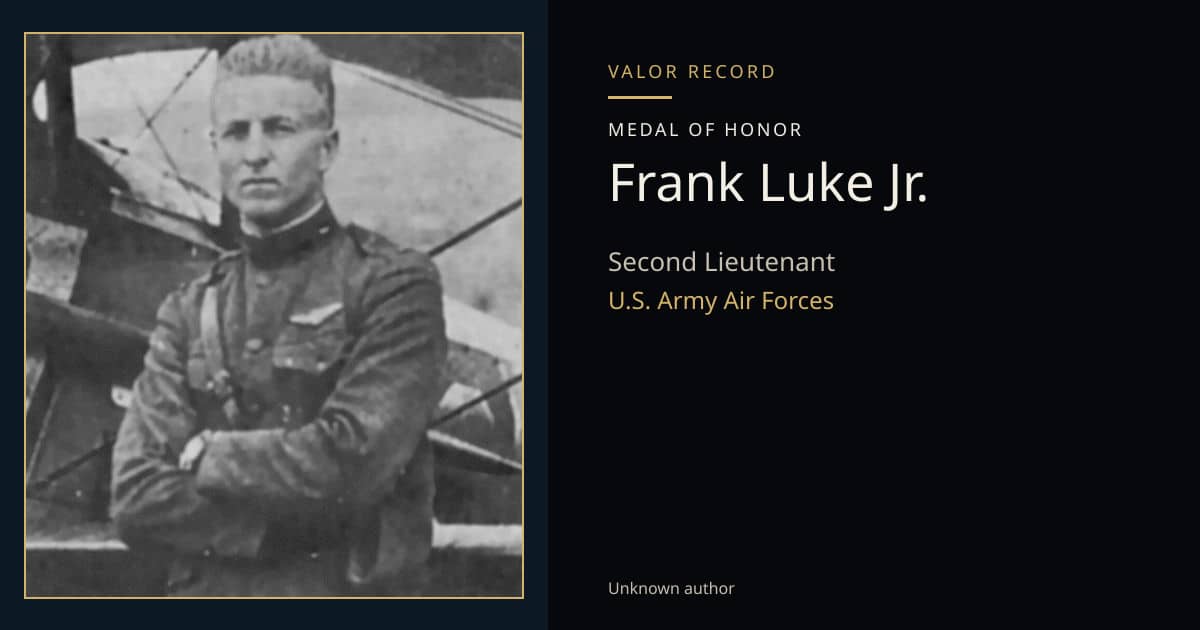 VALOR RECORD
MEDAL OF HONOR
Frank Luke Jr.
Second Lieutenant
U.S. Army Air Forces
Unknown author